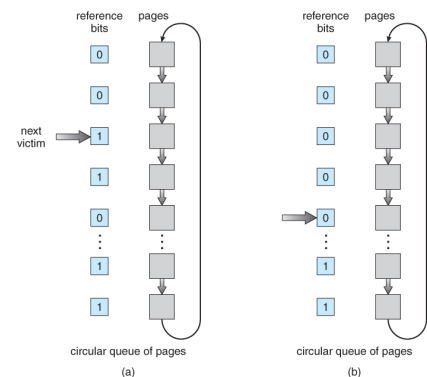 reference bits
pages
0
0
next victim
1
1
0
1
1
circular queue of pages
(a)
reference bits
pages
0
0
0
0
0
1
1
circular queue of pages
(b)